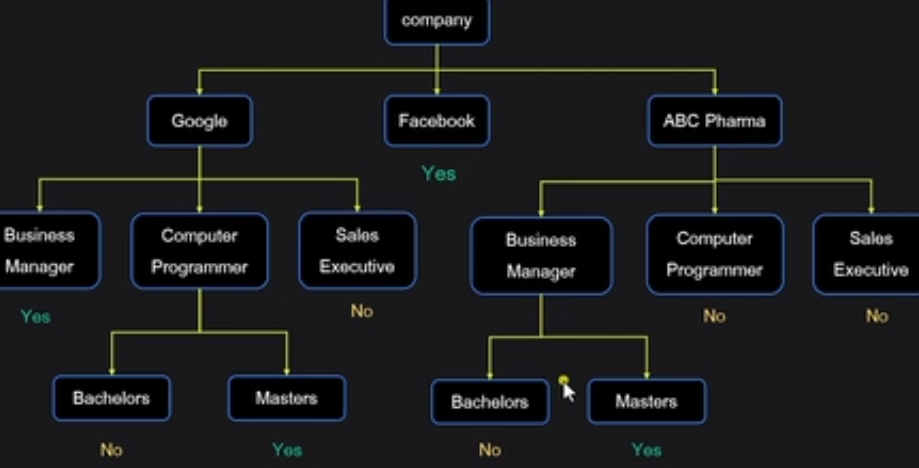 company
Google
Facebook
ABC Pharma
Yes
Business
Manager
Computer
Programmer
Sales
Executive
Business
Manager
Computer
Programmer
Sales
Executive
Yes
No
No
No
Bachelors
Masters
Bachelors
Masters
No
Yes
No
Yes